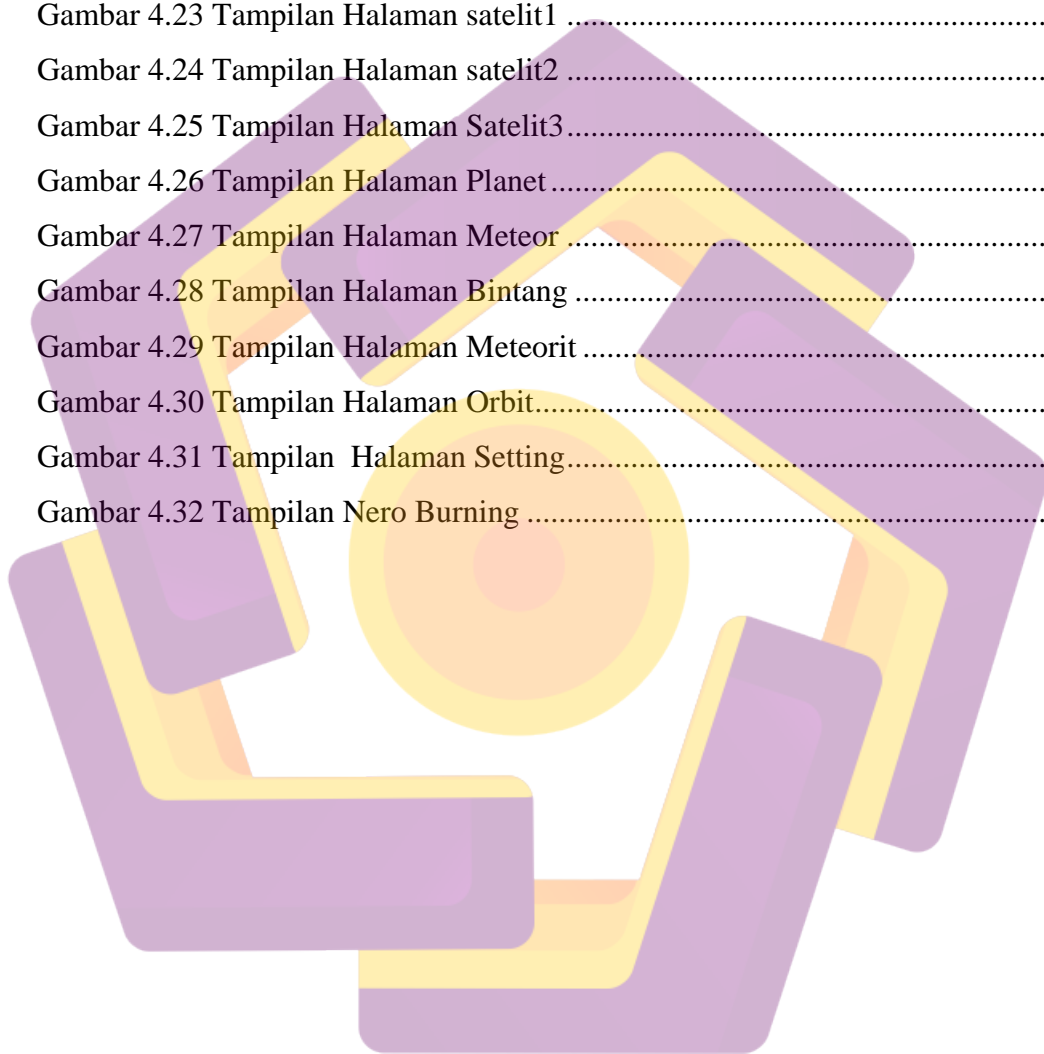 Gambar 4.23 Tampilan Halaman satelit1 ........................................................
Gambar 4.24 Tampilan Halaman satelit2 ........................................................
Gambar 4.25 Tampilan Halaman Satelit3........................................................
Gambar 4.26 Tampilan Halaman Planet ..........................................................
Gambar 4.27 Tampilan Halaman Meteor ........................................................
Gambar 4.28 Tampilan Halaman Bintang .......................................................
Gambar 4.29 Tampilan Halaman Meteorit ......................................................
Gambar 4.30 Tampilan Halaman Orbit............................................................
Gambar 4.31 Tampilan  Halaman Setting........................................................
Gambar 4.32 Tampilan Nero Burning .............................................................